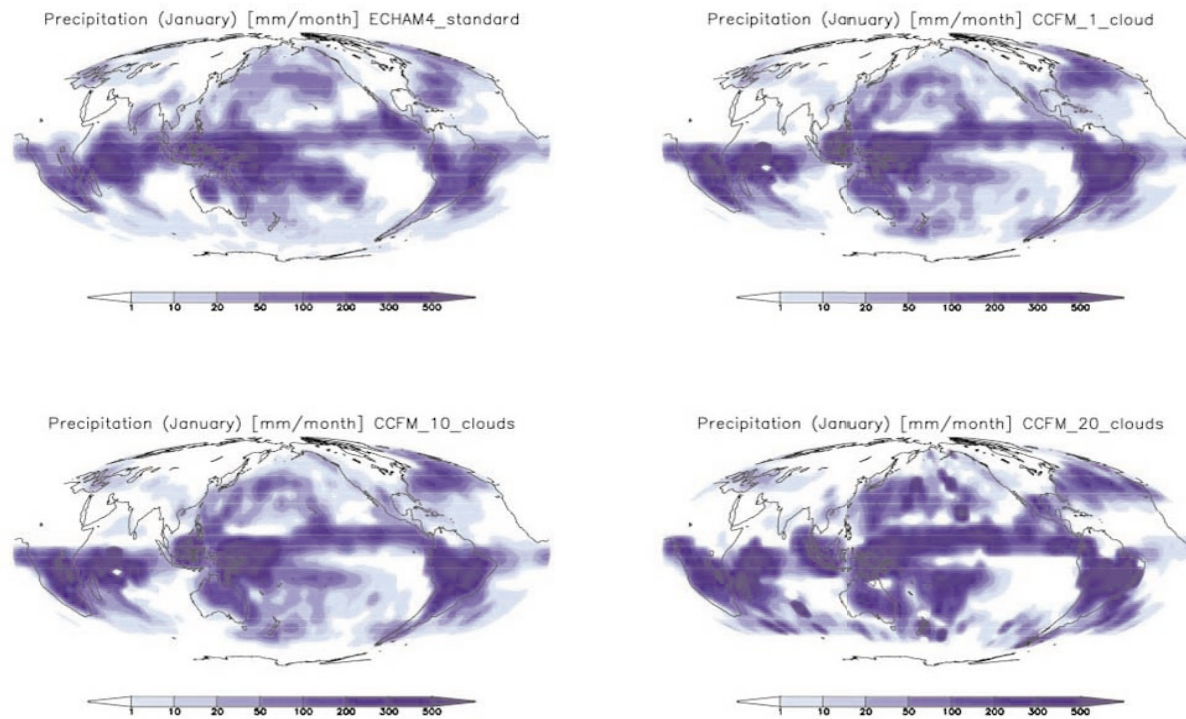 Precipitation (January) [mm/month] ECHAM4_standard
1 10 20 50 100 200 300 500
Precipitation (January) [mm/month] CCFM_1_cloud
1 10 20 50 100 200 300 500
Precipitation (January) [mm/month] CCFM_10_clouds
1 10 20 50 100 200 300 500
Precipitation (January) [mm/month] CCFM_20_clouds
1 10 20 50 100 200 300 500